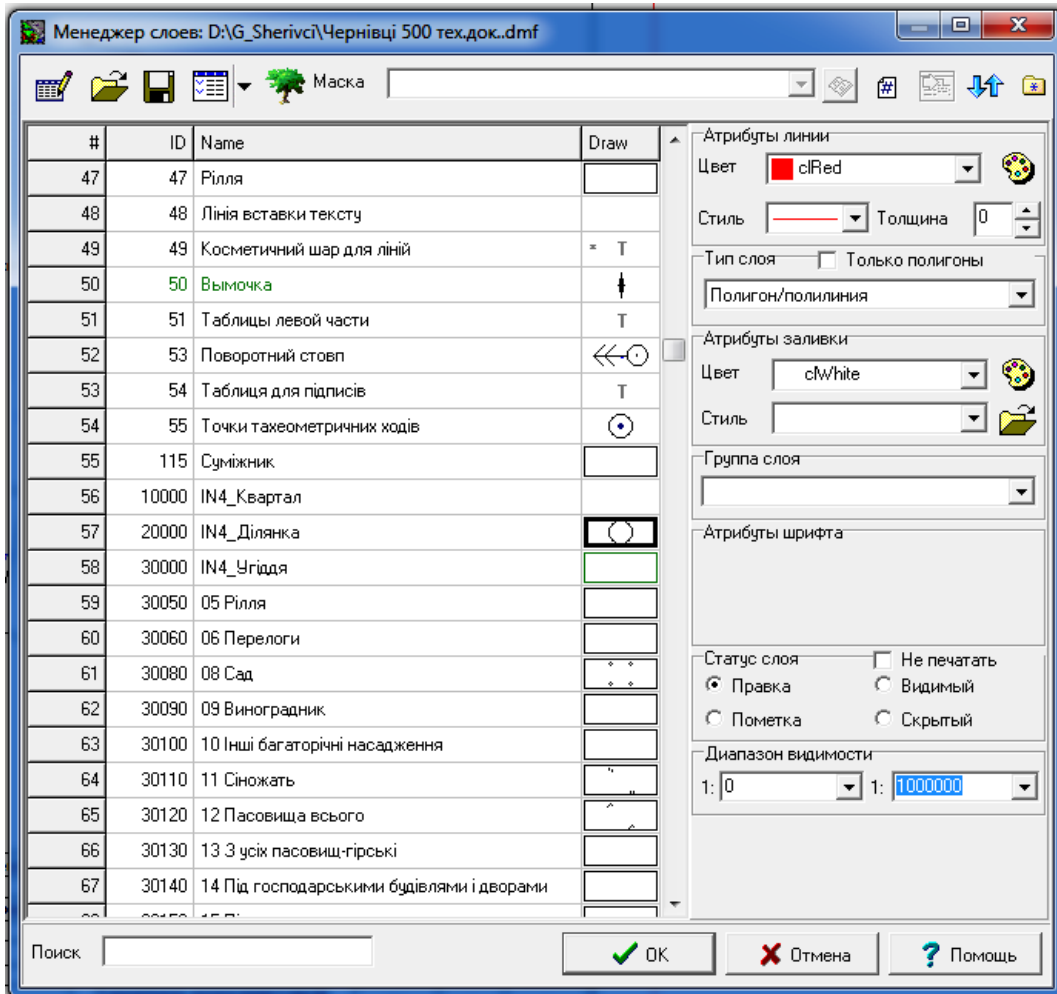 Менеджер слоев: D:\G_Sherivci\Чернівці 500 тех.док..dmf
Маска
# ID Name Draw
47 47 Рілля
48 48 Лінія вставки тексту
49 49 Косметичний шар для ліній × T
50 50 Вымочка
51 51 Таблицы левой части T
52 53 Поворотний стовп
53 54 Таблиця для підписів T
54 55 Точки тахеометричних ходів
55 115 Суміжник
56 10000 IN4_Квартал
57 20000 IN4_Ділянка
58 30000 IN4_Угіддя
59 30050 05 Рілля
60 30060 06 Перелоги
61 30080 08 Сад
62 30090 09 Виноградник
63 30100 10 Інші багаторічні насадження
64 30110 11 Сіножать
65 30120 12 Пасовища всього
66 30130 13 З усіх пасовищ-гірські
67 30140 14 Під господарськими будівлями і дворами
Атрибуты линии
Цвет clRed
Стиль Толщина 0
Тип слоя Только полигоны
Полигон/полилиния
Атрибуты заливки
Цвет clWhite
Стиль
Группа слоя
Атрибуты шрифта
Статус слоя Не печатать
Правка Видимый
Пометка Скрытый
Диапазон видимости
1: 0 1: 1000000
Поиск OK Отмена ? Помощь